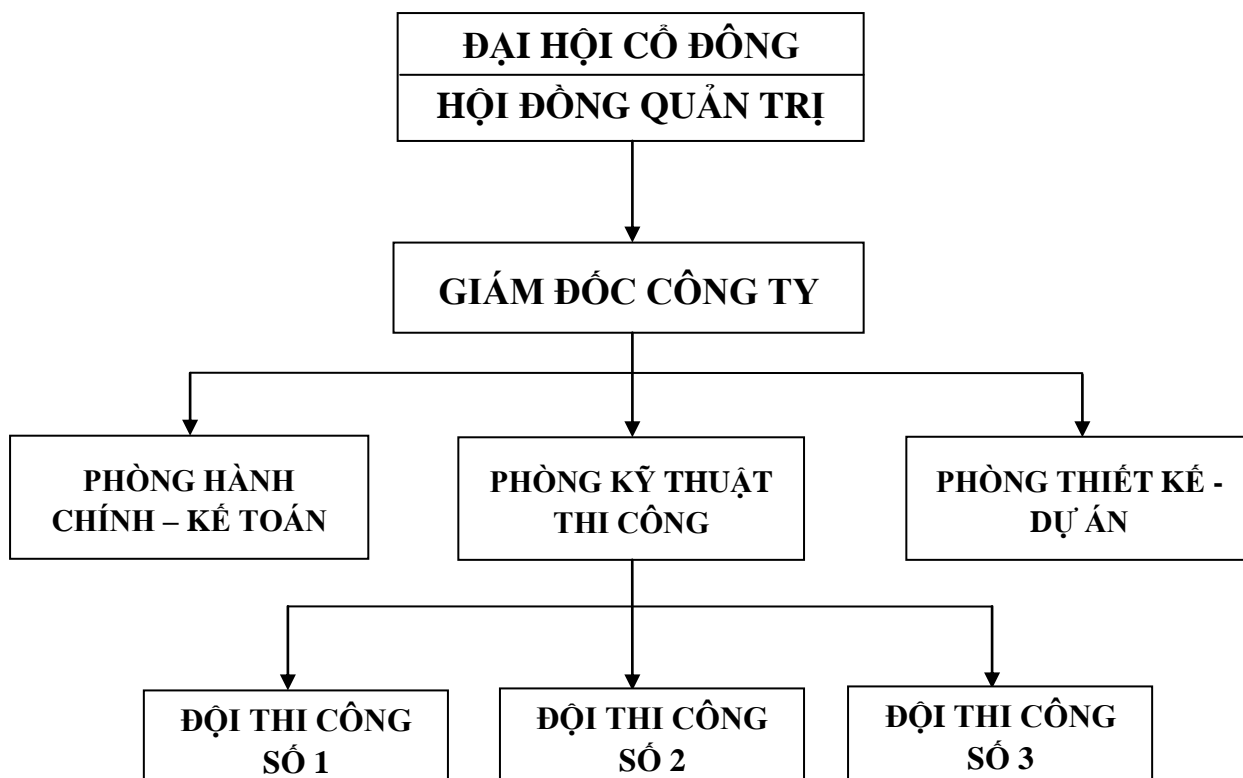 ĐẠI HỘI CỔ ĐÔNG
HỘI ĐỒNG QUẢN TRỊ
GIÁM ĐỐC CÔNG TY
PHÒNG HÀNH
CHÍNH – KẾ TOÁN
PHÒNG KỸ THUẬT
THI CÔNG
PHÒNG THIẾT KẾ -
DỰ ÁN
ĐỘI THI CÔNG
SỐ 1
ĐỘI THI CÔNG
SỐ 2
ĐỘI THI CÔNG
SỐ 3